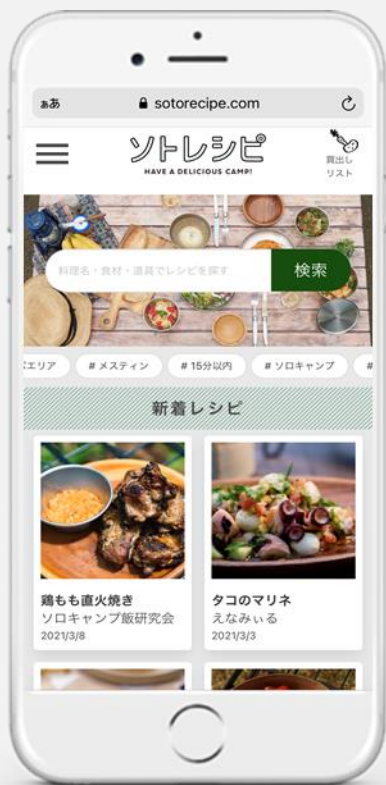 ぁあ sotorecipe.com
ソトレシピ
HAVE A DELICIOUS CAMP!
買出し
リスト
料理名・食材・道具でレシピを探す 検索
エリア # メスティン # 15分以内 # ソロキャンプ #
新着レシピ
鶏もも直火焼き
ソロキャンプ飯研究会
2021/3/8
タコのマリネ
えなみぃる
2021/3/3